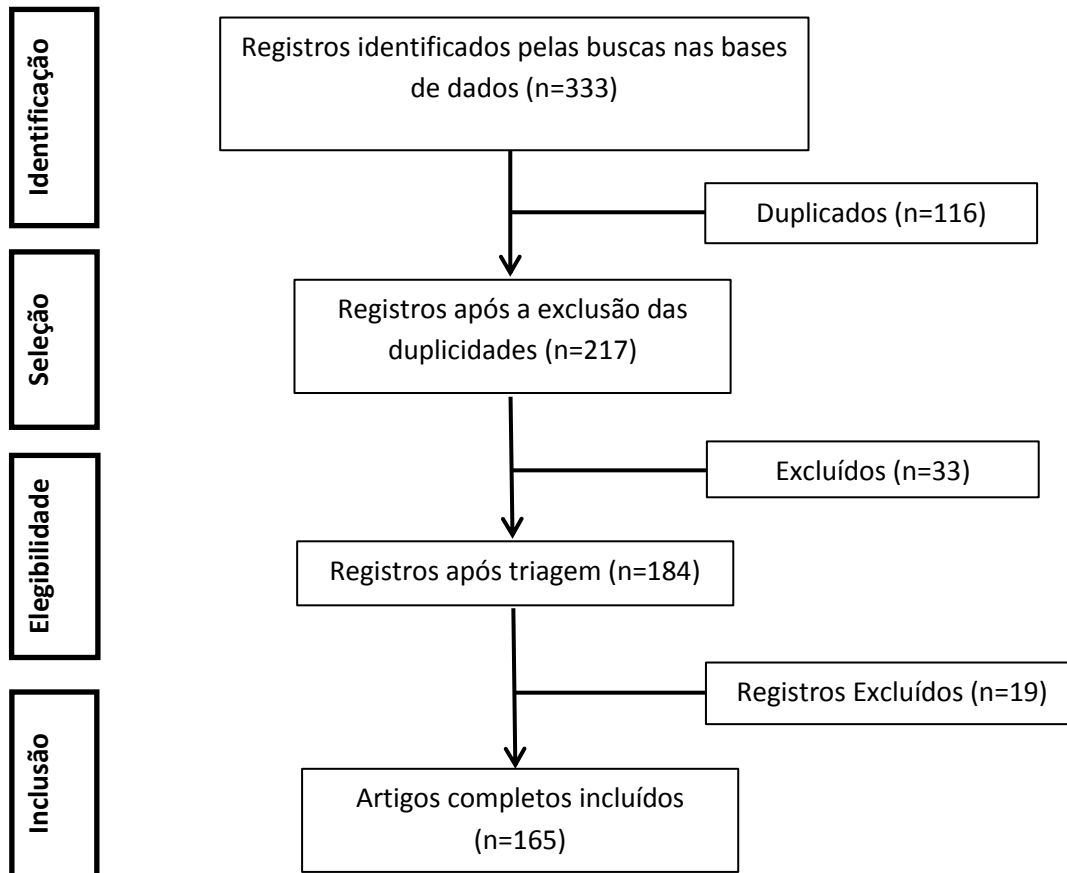 Identificação
Registros identificados pelas buscas nas bases
de dados (n=333)
Duplicados (n=116)
Seleção
Registros após a exclusão das
duplicidades (n=217)
Excluídos (n=33)
Elegibilidade
Registros após triagem (n=184)
Registros Excluídos (n=19)
Inclusão
Artigos completos incluídos
(n=165)